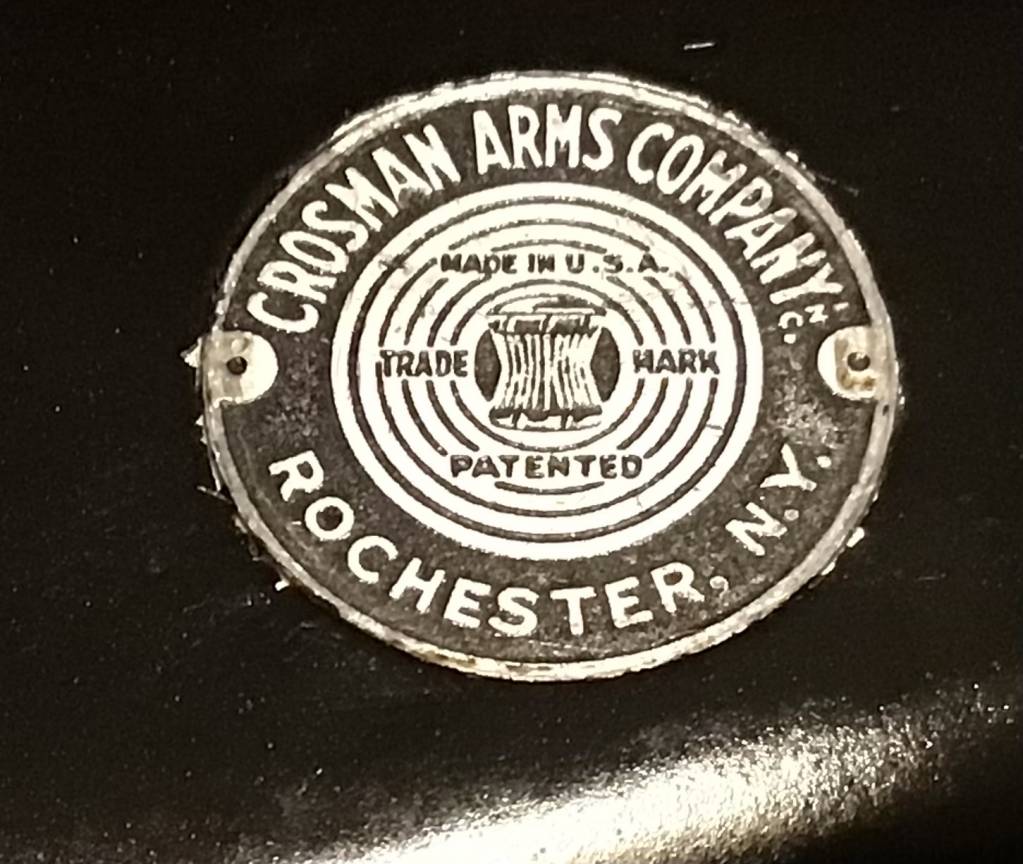 CROSMAN ARMS COMPANY INC.
MADE IN U.S.A.
TRADE MARK
PATENTED
ROCHESTER, N.Y.